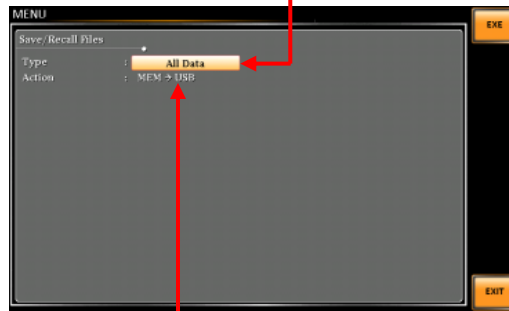 MENU
EXE
Save/Recall Files
Type : All Data
Action : MEM → USB
EXIT